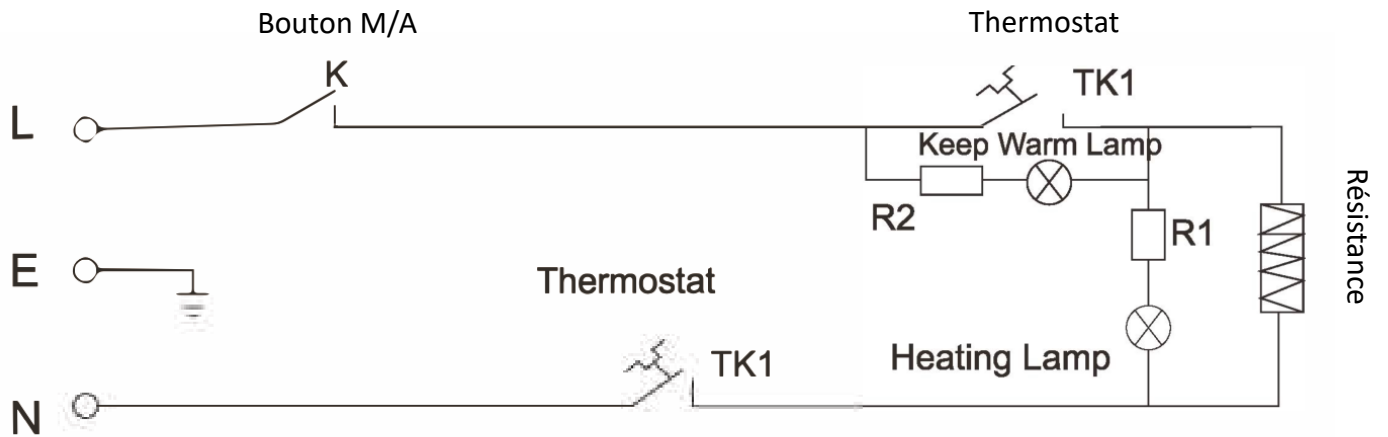 Bouton M/A
Thermostat
K
TK1
L
Keep Warm Lamp
R2
R1
Résistance
E
Thermostat
TK1
Heating Lamp
N